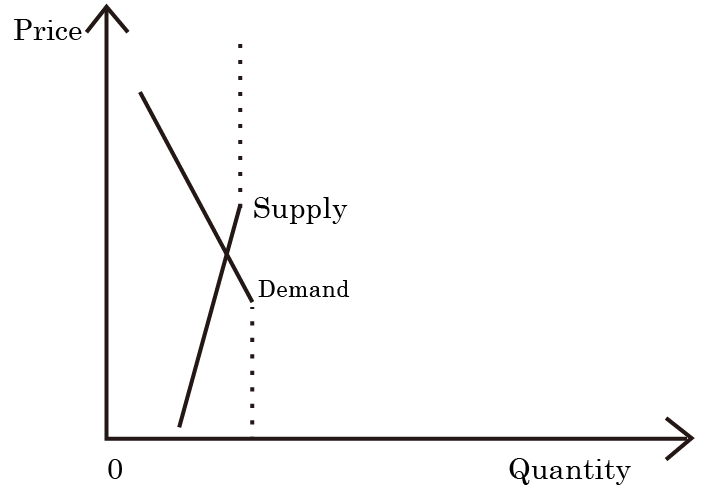 Price
Supply
Demand
0
Quantity